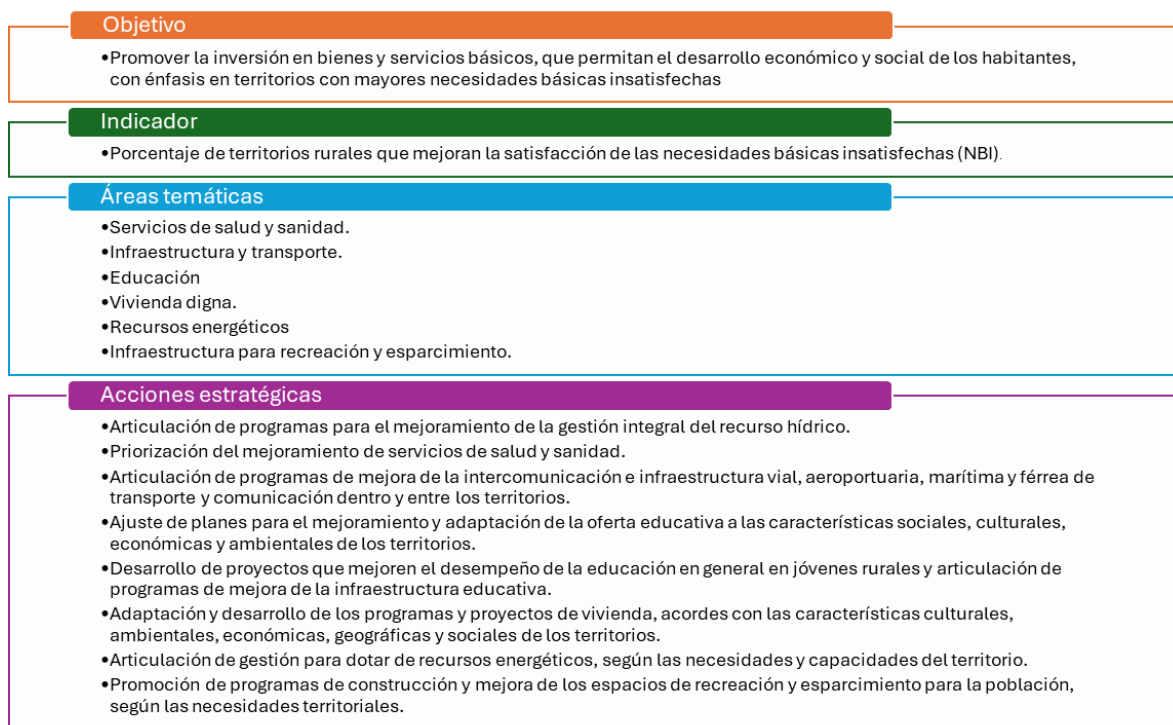 Objetivo
•Promover la inversión en bienes y servicios básicos, que permitan el desarrollo económico y social de los habitantes,
con énfasis en territorios con mayores necesidades básicas insatisfechas
Indicador
•Porcentaje de territorios rurales que mejoran la satisfacción de las necesidades básicas insatisfechas (NBI).
Áreas temáticas
•Servicios de salud y sanidad.
•Infraestructura y transporte.
•Educación
•Vivienda digna.
•Recursos energéticos
•Infraestructura para recreación y esparcimiento.
Acciones estratégicas
•Articulación de programas para el mejoramiento de la gestión integral del recurso hídrico.
•Priorización del mejoramiento de servicios de salud y sanidad.
•Articulación de programas de mejora de la intercomunicación e infraestructura vial, aeroportuaria, marítima y férrea de
transporte y comunicación dentro y entre los territorios.
•Ajuste de planes para el mejoramiento y adaptación de la oferta educativa a las características sociales, culturales,
económicas y ambientales de los territorios.
•Desarrollo de proyectos que mejoren el desempeño de la educación en general en jóvenes rurales y articulación de
programas de mejora de la infraestructura educativa.
•Adaptación y desarrollo de los programas y proyectos de vivienda, acordes con las características culturales,
ambientales, económicas, geográficas y sociales de los territorios.
•Articulación de gestión para dotar de recursos energéticos, según las necesidades y capacidades del territorio.
•Promoción de programas de construcción y mejora de los espacios de recreación y esparcimiento para la población,
según las necesidades territoriales.